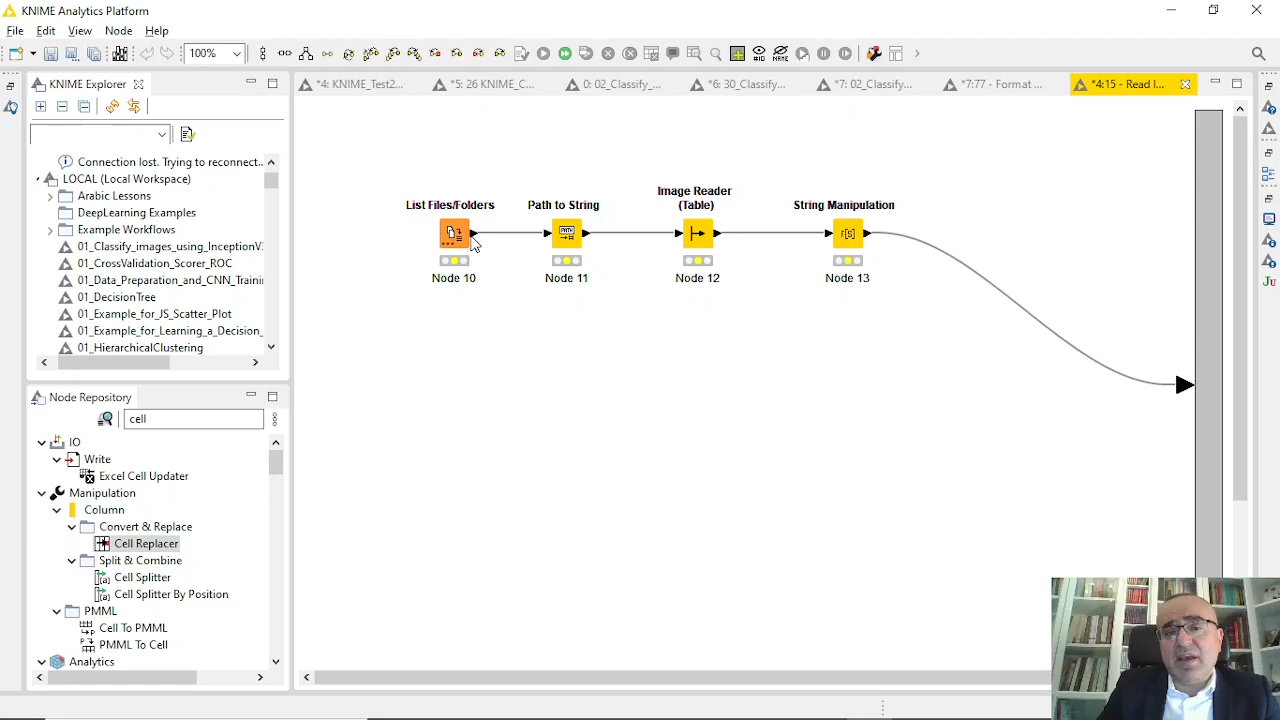 KNIME Analytics Platform
File Edit View Node Help
100%
KNIME Explorer
*4: KNIME_Test2...
*5: 26 KNIME_C...
0: 02_Classify_...
*6: 30_Classify...
*7: 02_Classify...
*7:77 - Format ...
*4:15 - Read I...
Connection lost. Trying to reconnect..
LOCAL (Local Workspace)
Arabic Lessons
DeepLearning Examples
Example Workflows
01_Classify_images_using_InceptionV
01_CrossValidation_Scorer_ROC
01_Data_Preparation_and_CNN_Traini
01_DecisionTree
01_Example_for_JS_Scatter_Plot
01_Example_for_Learning_a_Decision_
01_HierarchicalClustering
Node Repository
cell
IO
Write
Excel Cell Updater
Manipulation
Column
Convert & Replace
Cell Replacer
Split & Combine
Cell Splitter
Cell Splitter By Position
PMML
Cell To PMML
PMML To Cell
Analytics
List Files/Folders
Node 10
Path to String
Node 11
Image Reader
(Table)
Node 12
String Manipulation
Node 13
Ju